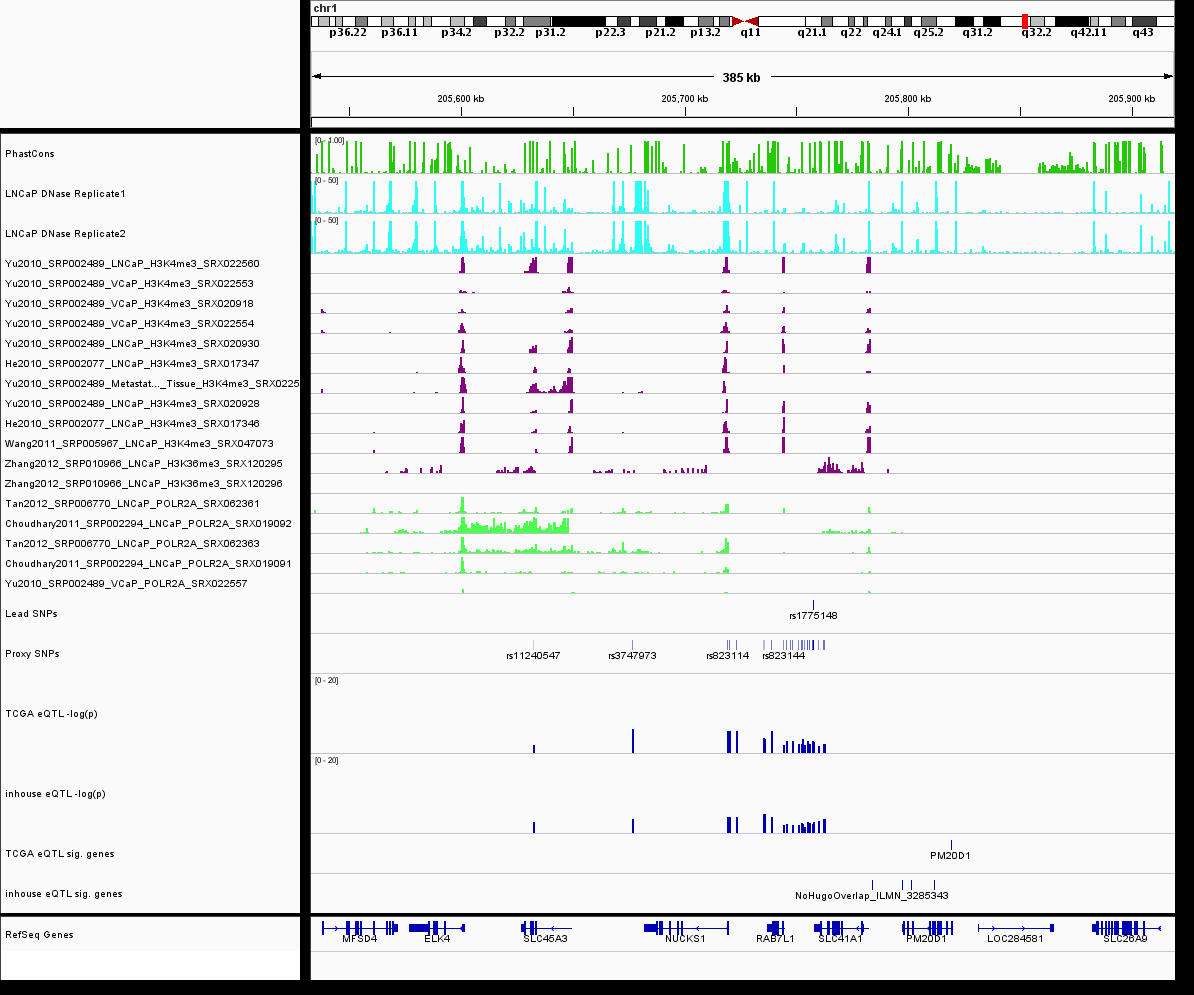 chr1
p36.22 p36.11 p34.2 p32.2 p31.2 p22.3 p21.2 p13.2 q11 q21.1 q22 q24.1 q25.2 q31.2 q32.2 q42.11 q43
385 kb
205,600 kb 205,700 kb 205,800 kb 205,900 kb
PhastCons [0 - 1.00]
LNCaP DNase Replicate1 [0 - 50]
LNCaP DNase Replicate2 [0 - 50]
Yu2010_SRP002489_LNCaP_H3K4me3_SRX022560
Yu2010_SRP002489_VCaP_H3K4me3_SRX022553
Yu2010_SRP002489_VCaP_H3K4me3_SRX020918
Yu2010_SRP002489_VCaP_H3K4me3_SRX022554
Yu2010_SRP002489_LNCaP_H3K4me3_SRX020930
He2010_SRP002077_LNCaP_H3K4me3_SRX017347
Yu2010_SRP002489_Metastat..._Tissue_H3K4me3_SRX0225
Yu2010_SRP002489_LNCaP_H3K4me3_SRX020928
He2010_SRP002077_LNCaP_H3K4me3_SRX017346
Wang2011_SRP005967_LNCaP_H3K4me3_SRX047073
Zhang2012_SRP010966_LNCaP_H3K36me3_SRX120295
Zhang2012_SRP010966_LNCaP_H3K36me3_SRX120296
Tan2012_SRP006770_LNCaP_POLR2A_SRX062361
Choudhary2011_SRP002294_LNCaP_POLR2A_SRX019092
Tan2012_SRP006770_LNCaP_POLR2A_SRX062363
Choudhary2011_SRP002294_LNCaP_POLR2A_SRX019091
Yu2010_SRP002489_VCaP_POLR2A_SRX022557
Lead SNPs rs1775148
Proxy SNPs rs11240547 rs3747973 rs823114 rs823144
[0 - 20]
TCGA eQTL -log(p)
[0 - 20]
inhouse eQTL -log(p)
TCGA eQTL sig. genes PM20D1
inhouse eQTL sig. genes NoHugoOverlap_ILMN_3285343
RefSeq Genes MFSD4 ELK4 SLC45A3 NUCKS1 RAB7L1 SLC41A1 PM20D1 LOC284581 SLC26A9